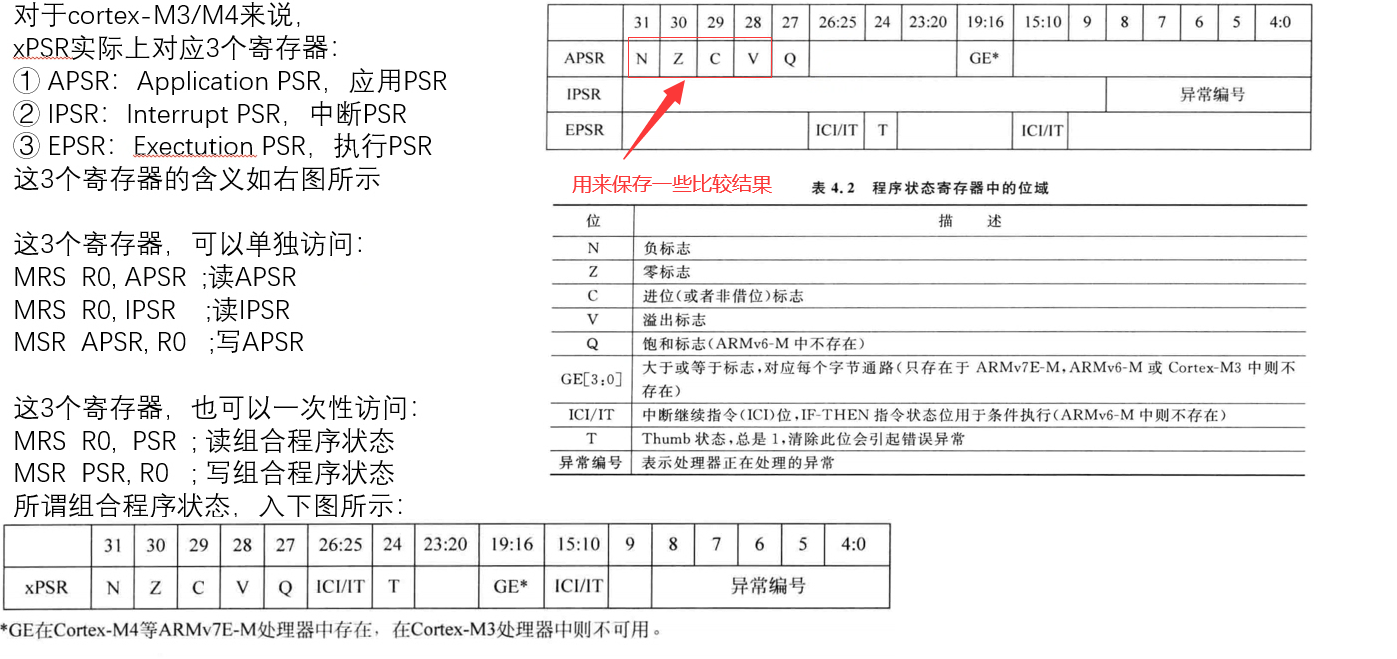 对于cortex-M3/M4来说，
xPSR实际上对应3个寄存器：
① APSR：Application PSR，应用PSR
② IPSR：Interrupt PSR，中断PSR
③ EPSR：Exectution PSR，执行PSR
这3个寄存器的含义如右图所示
这3个寄存器，可以单独访问：
MRS R0, APSR ;读APSR
MRS R0, IPSR ;读IPSR
MSR APSR, R0 ;写APSR
这3个寄存器，也可以一次性访问：
MRS R0, PSR ; 读组合程序状态
MSR PSR, R0 ; 写组合程序状态
所谓组合程序状态，入下图所示：
31 30 29 28 27 26:25 24 23:20 19:16 15:10 9 8 7 6 5 4:0
APSR N Z C V Q GE*
IPSR 异常编号
EPSR ICI/IT T ICI/IT
用来保存一些比较结果
表 4.2 程序状态寄存器中的位域
位 描 述
N 负标志
Z 零标志
C 进位(或者非借位)标志
V 溢出标志
Q 饱和标志(ARMv6-M 中不存在)
GE[3:0] 大于或等于标志,对应每个字节通路(只存在于 ARMv7E-M,ARMv6-M 或 Cortex-M3 中则不
存在)
ICI/IT 中断继续指令(ICI)位,IF-THEN 指令状态位用于条件执行(ARMv6-M 中则不存在)
T Thumb 状态,总是 1,清除此位会引起错误异常
异常编号 表示处理器正在处理的异常
31 30 29 28 27 26:25 24 23:20 19:16 15:10 9 8 7 6 5 4:0
xPSR N Z C V Q ICI/IT T GE* ICI/IT 异常编号
*GE在Cortex-M4等ARMv7E-M处理器中存在，在Cortex-M3处理器中则不可用。